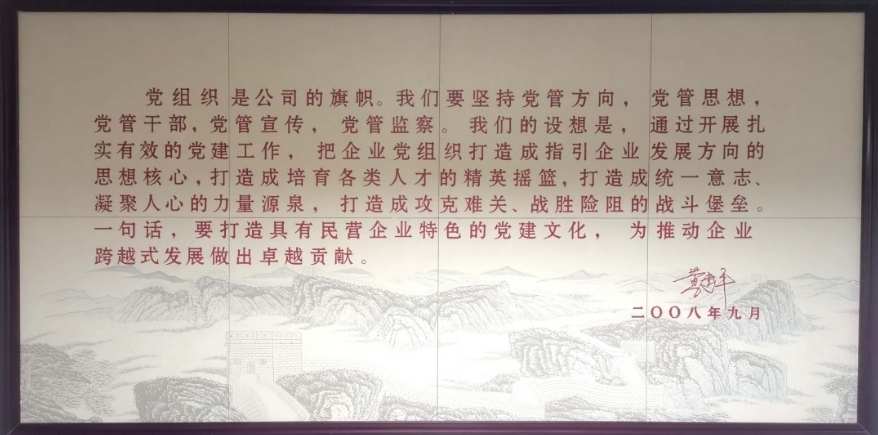 党组织是公司的旗帜。我们要坚持党管方向，党管思想，
党管干部，党管宣传，党管监察。我们的设想是，通过开展扎
实有效的党建工作，把企业党组织打造成指引企业发展方向的
思想核心，打造成培育各类人才的精英摇篮，打造成统一意志、
凝聚人心的力量源泉，打造成攻克难关、战胜险阻的战斗堡垒。
一句话，要打造具有民营企业特色的党建文化，为推动企业
跨越式发展做出卓越贡献。
二〇〇八年九月